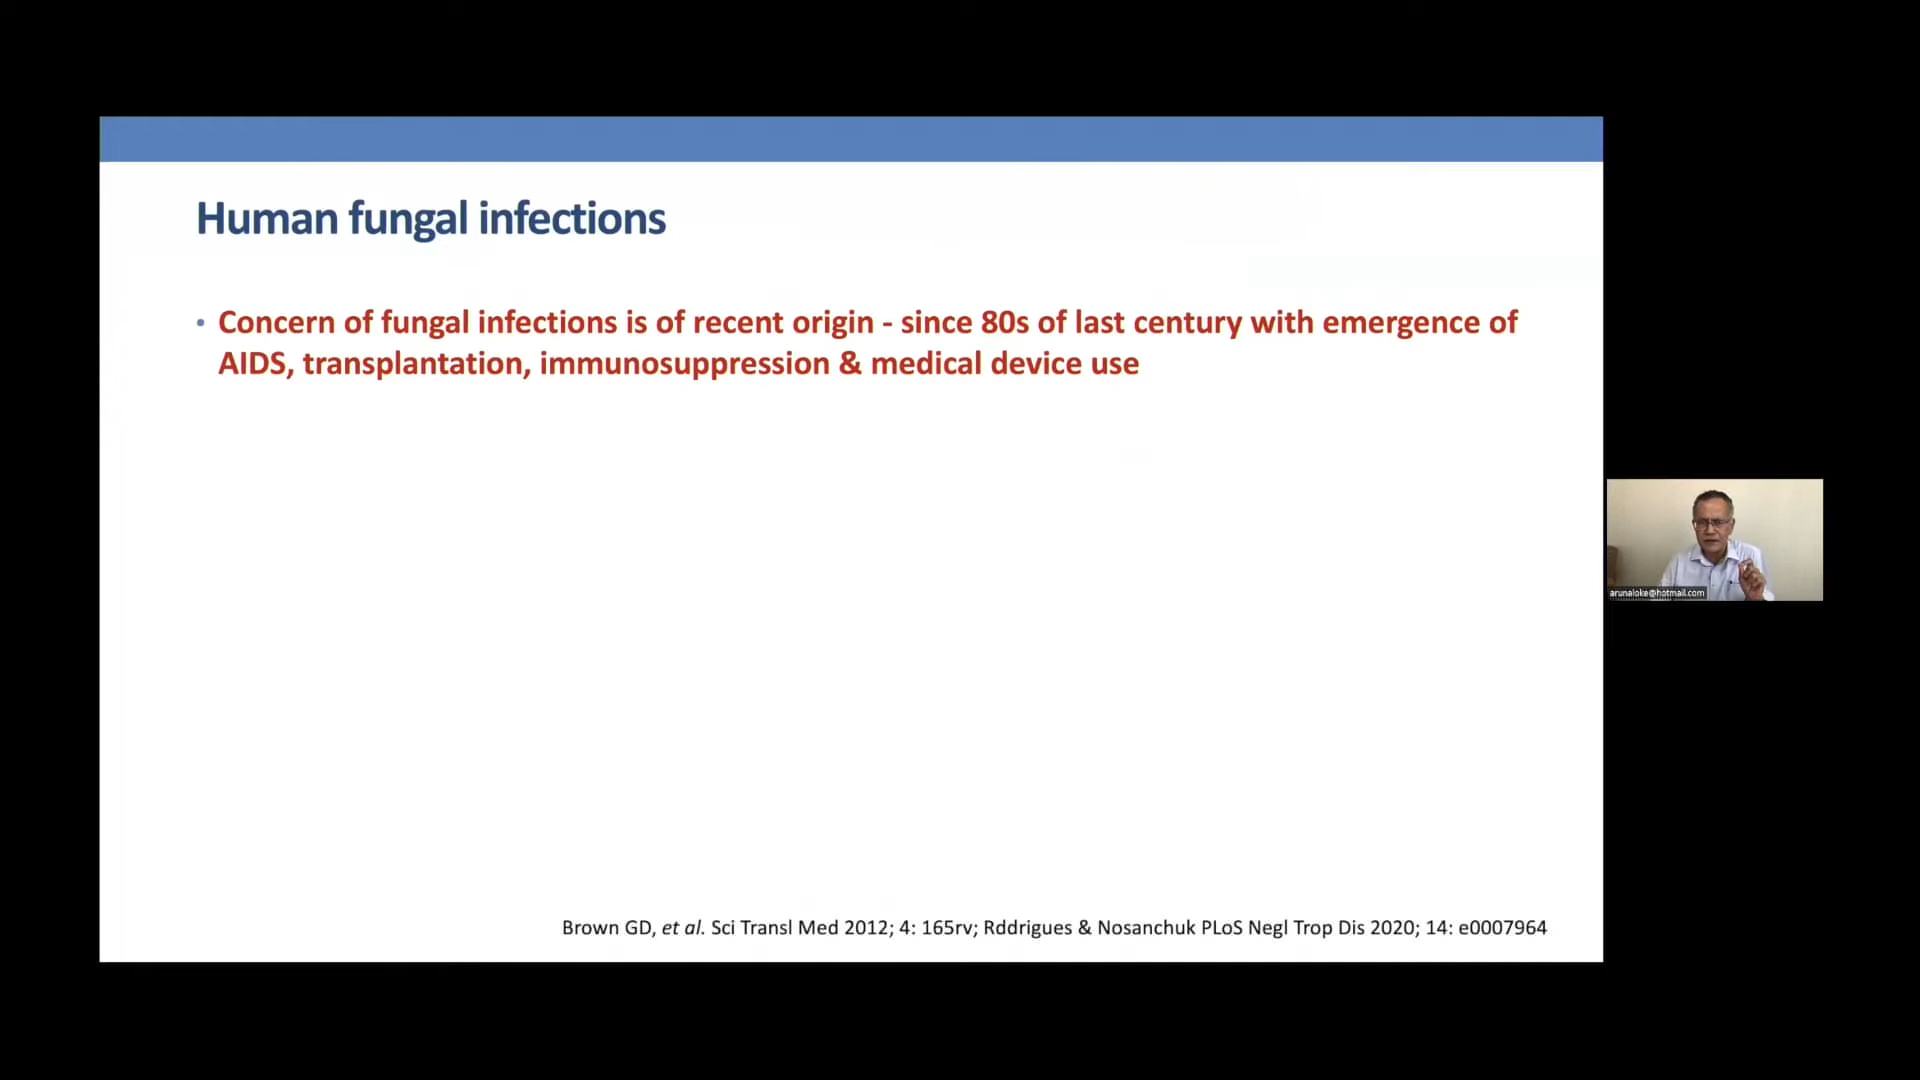 Human fungal infections
• Concern of fungal infections is of recent origin - since 80s of last century with emergence of
AIDS, transplantation, immunosuppression & medical device use
arunaloke@hotmail.com
Brown GD, et al. Sci Transl Med 2012; 4: 165rv; Rddrigues & Nosanchuk PLoS Negl Trop Dis 2020; 14: e0007964